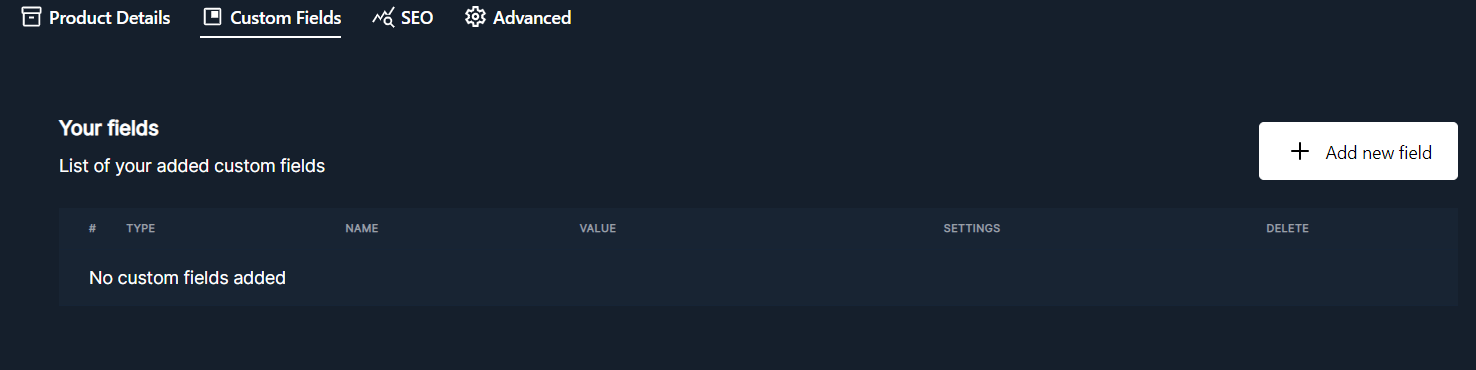 Product Details Custom Fields SEO Advanced
Your fields
List of your added custom fields
Add new field
# TYPE NAME VALUE SETTINGS DELETE
No custom fields added